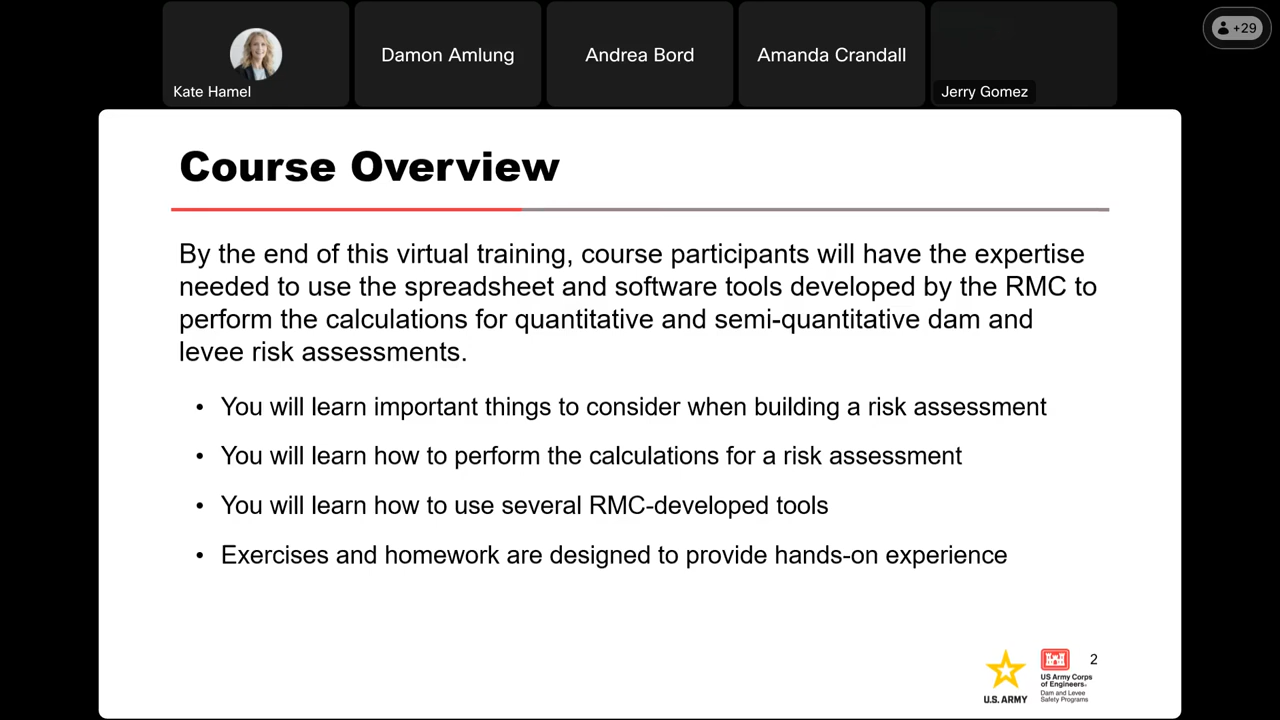 +29
Damon Amlung
Andrea Bord
Amanda Crandall
Kate Hamel
Jerry Gomez
Course Overview
By the end of this virtual training, course participants will have the expertise
needed to use the spreadsheet and software tools developed by the RMC to
perform the calculations for quantitative and semi-quantitative dam and
levee risk assessments.
• You will learn important things to consider when building a risk assessment
• You will learn how to perform the calculations for a risk assessment
• You will learn how to use several RMC-developed tools
• Exercises and homework are designed to provide hands-on experience
2
U.S. ARMY
US Army Corps
of Engineers.
Dam and Levee
Safety Programs